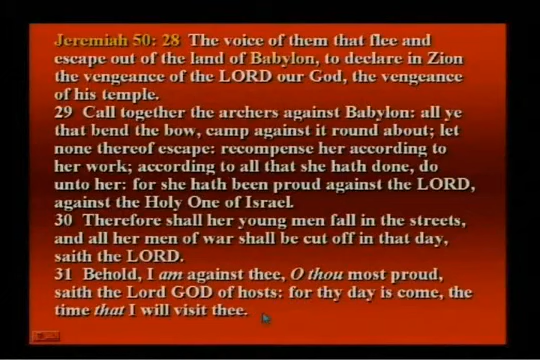 Jeremiah 50: 28 The voice of them that flee and
escape out of the land of Babylon, to declare in Zion
the vengeance of the LORD our God, the vengeance
of his temple.
29 Call together the archers against Babylon: all ye
that bend the bow, camp against it round about; let
none thereof escape: recompense her according to
her work; according to all that she hath done, do
unto her: for she hath been proud against the LORD,
against the Holy One of Israel.
30 Therefore shall her young men fall in the streets,
and all her men of war shall be cut off in that day,
saith the LORD.
31 Behold, I am against thee, O thou most proud,
saith the Lord GOD of hosts: for thy day is come, the
time that I will visit thee.